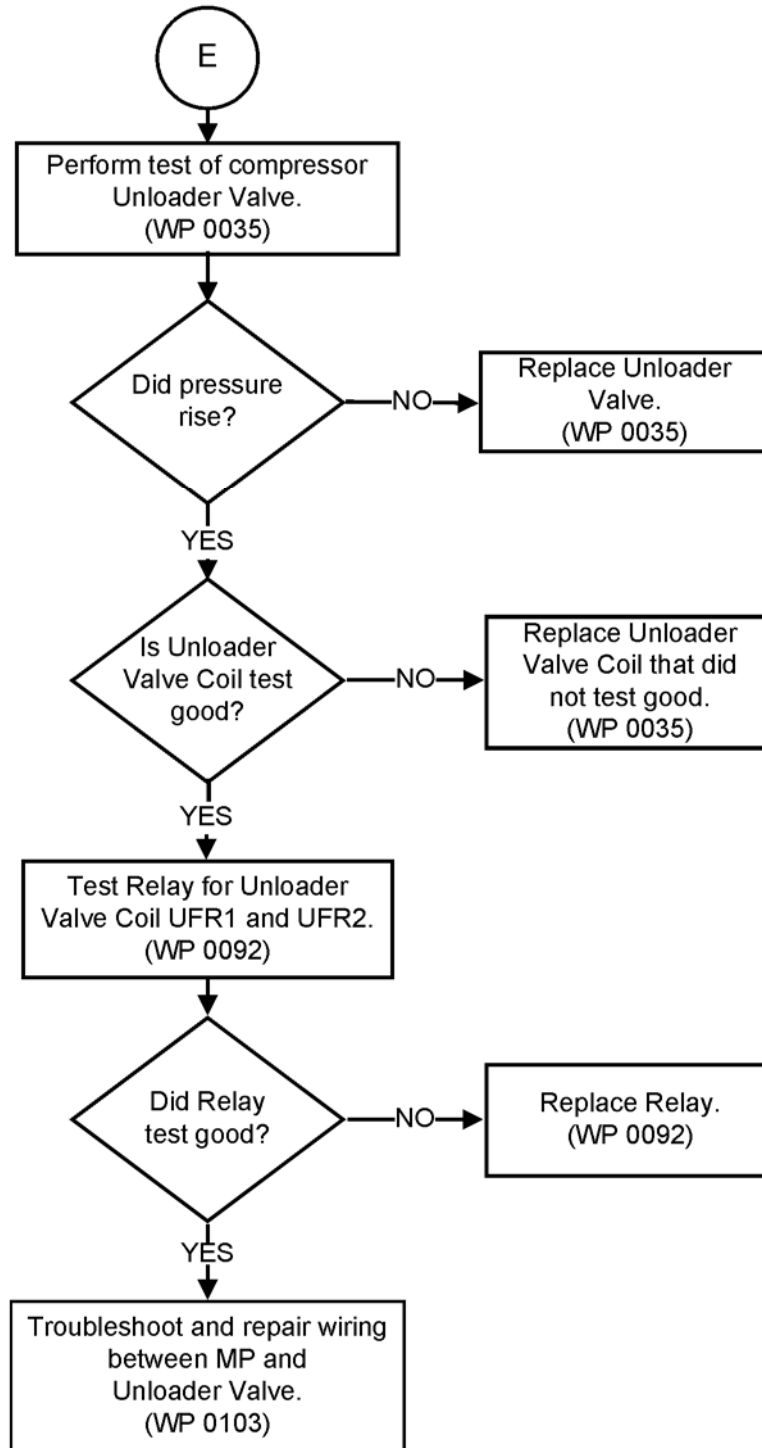 E
Perform test of compressor
Unloader Valve.
(WP 0035)
Did pressure
rise?
NO
Replace Unloader
Valve.
(WP 0035)
YES
Is Unloader
Valve Coil test
good?
NO
Replace Unloader
Valve Coil that did
not test good.
(WP 0035)
YES
Test Relay for Unloader
Valve Coil UFR1 and UFR2.
(WP 0092)
Did Relay
test good?
NO
Replace Relay.
(WP 0092)
YES
Troubleshoot and repair wiring
between MP and
Unloader Valve.
(WP 0103)